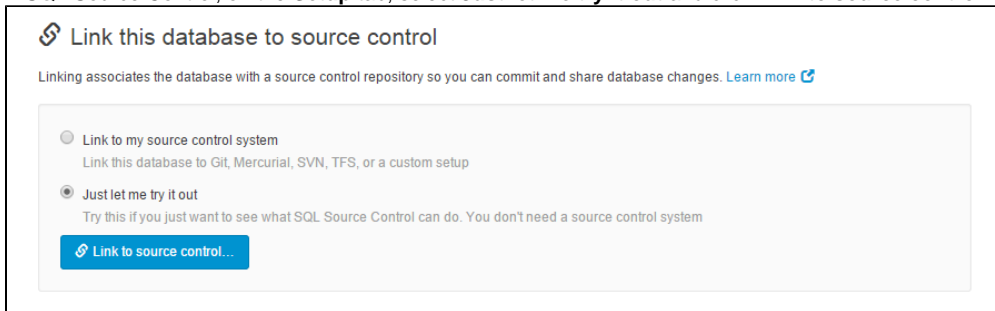 Link this database to source control
Linking associates the database with a source control repository so you can commit and share database changes. Learn more
Link to my source control system
Link this database to Git, Mercurial, SVN, TFS, or a custom setup
Just let me try it out
Try this if you just want to see what SQL Source Control can do. You don't need a source control system
Link to source control...